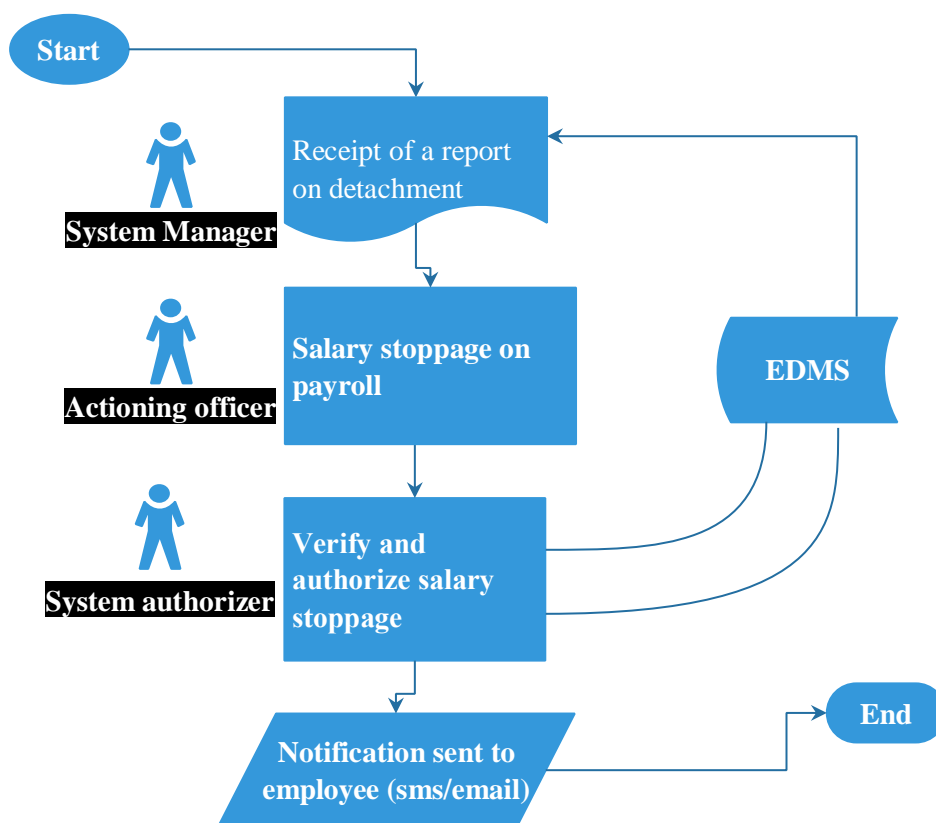 Start
Receipt of a report
on detachment
System Manager
Salary stoppage on
payroll
EDMS
Actioning officer
Verify and
authorize salary
stoppage
System authorizer
End
Notification sent to
employee (sms/email)